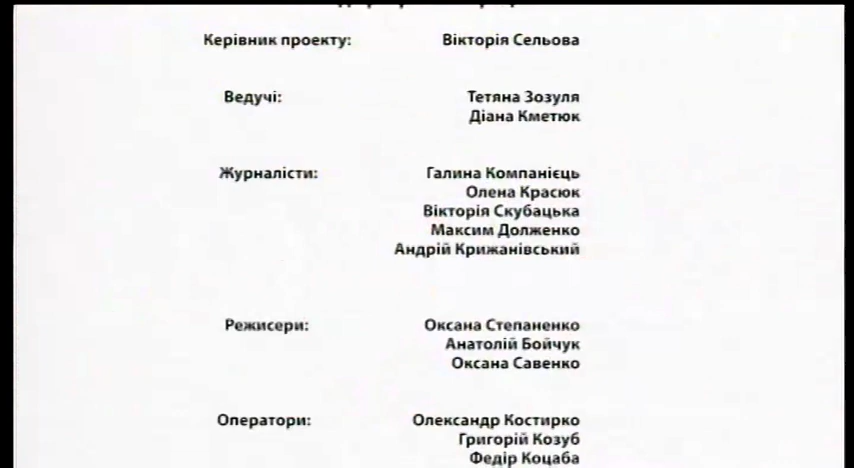 Керівник проекту: Вікторія Сельова
Ведучі: Тетяна Зозуля
Діана Кметюк
Журналісти: Галина Компанієць
Олена Красюк
Вікторія Скубацька
Максим Долженко
Андрій Крижанівський
Режисери: Оксана Степаненко
Анатолій Бойчук
Оксана Савенко
Оператори: Олександр Костирко
Григорій Козуб
Федір Коцаба